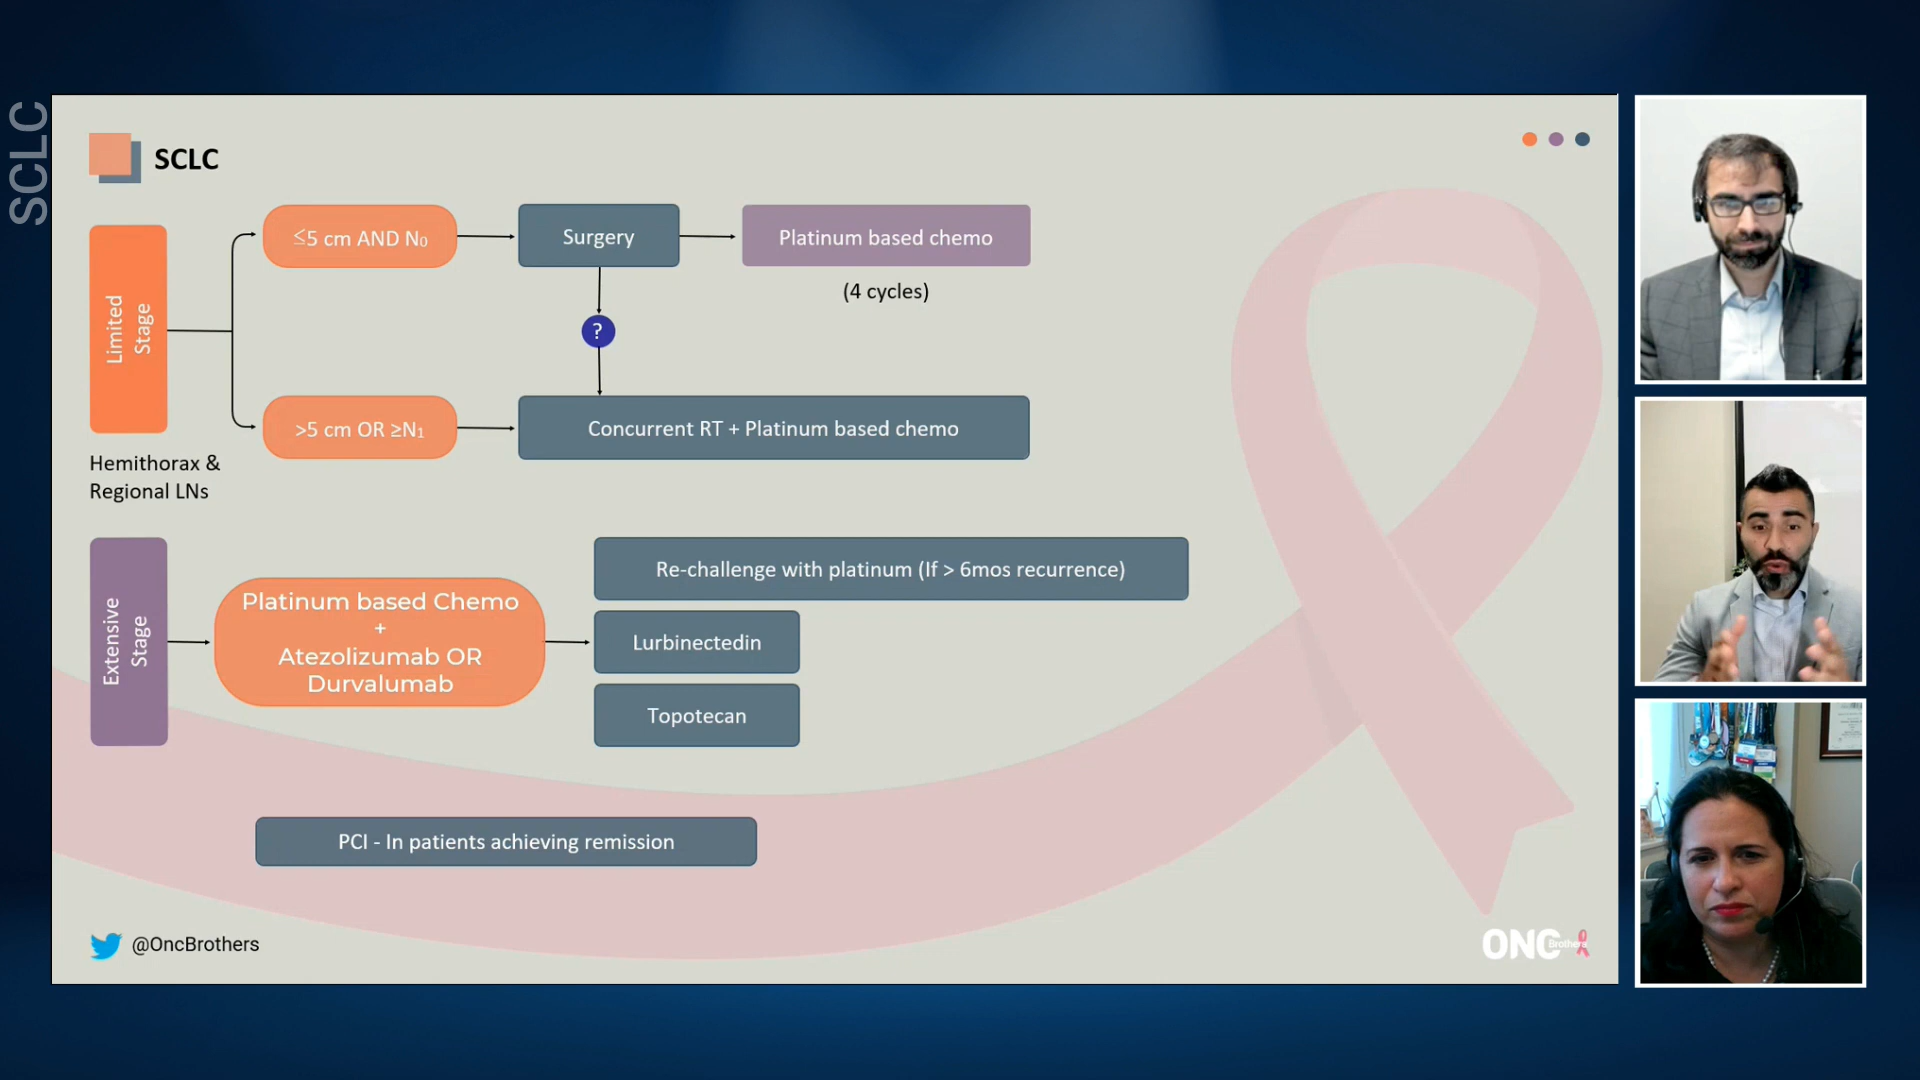 SCLC
SCLC
Limited
Stage
≤5 cm AND N₀
Surgery
Platinum based chemo
(4 cycles)
?
>5 cm OR ≥N₁
Concurrent RT + Platinum based chemo
Hemithorax &
Regional LNs
Extensive
Stage
Platinum based Chemo
+
Atezolizumab OR
Durvalumab
Re-challenge with platinum (If > 6mos recurrence)
Lurbinectedin
Topotecan
PCI - In patients achieving remission
@OncBrothers
ONC Brothers